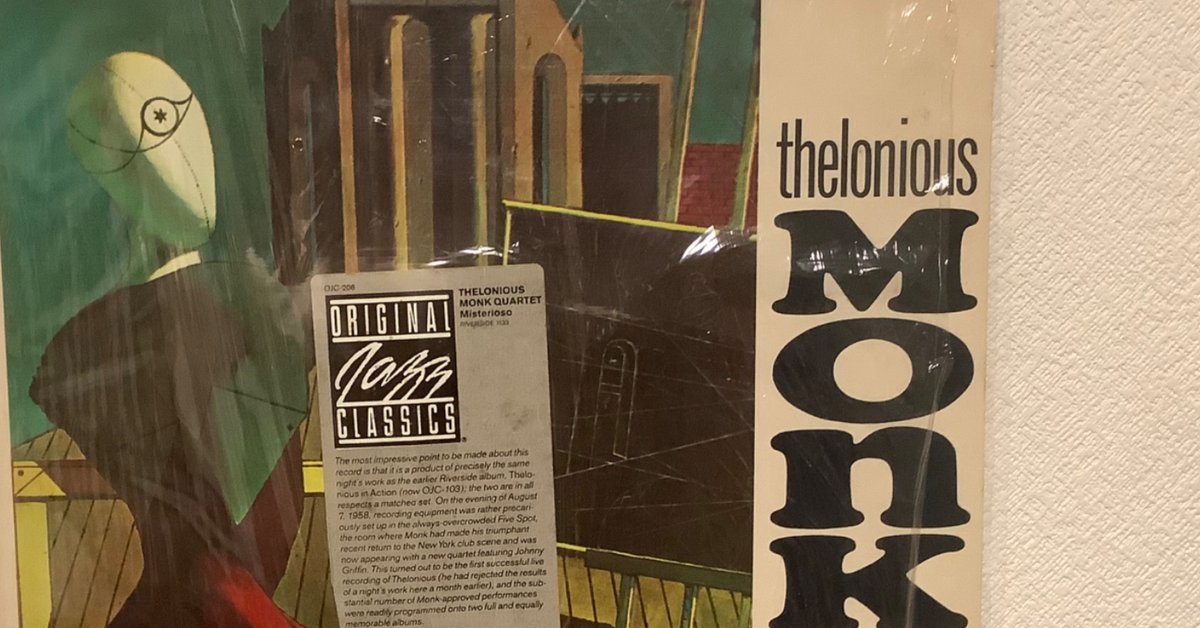 thelonious
MONK
OJC-206
ORIGINAL
Jazz
CLASSICS
THELONIOUS
MONK QUARTET
Misterioso
RIVERSIDE 1133
The most impressive point to be made about this
record is that it is a product of precisely the same
night's work as the earlier Riverside album, Thelo-
nious in Action (now OJC-103); the two are in all
respects a matched set. On the evening of August
7, 1958, recording equipment was rather precari-
ously set up in the always-overcrowded Five Spot,
the room where Monk had made his triumphant
recent return to the New York club scene and was
now appearing with a new quartet featuring Johnny
Griffin. This turned out to be the first successful live
recording of Thelonious (he had rejected the results
of a night's work here a month earlier), and the sub-
stantial number of Monk-approved performances
were readily programmed onto two full and equally
memorable albums.